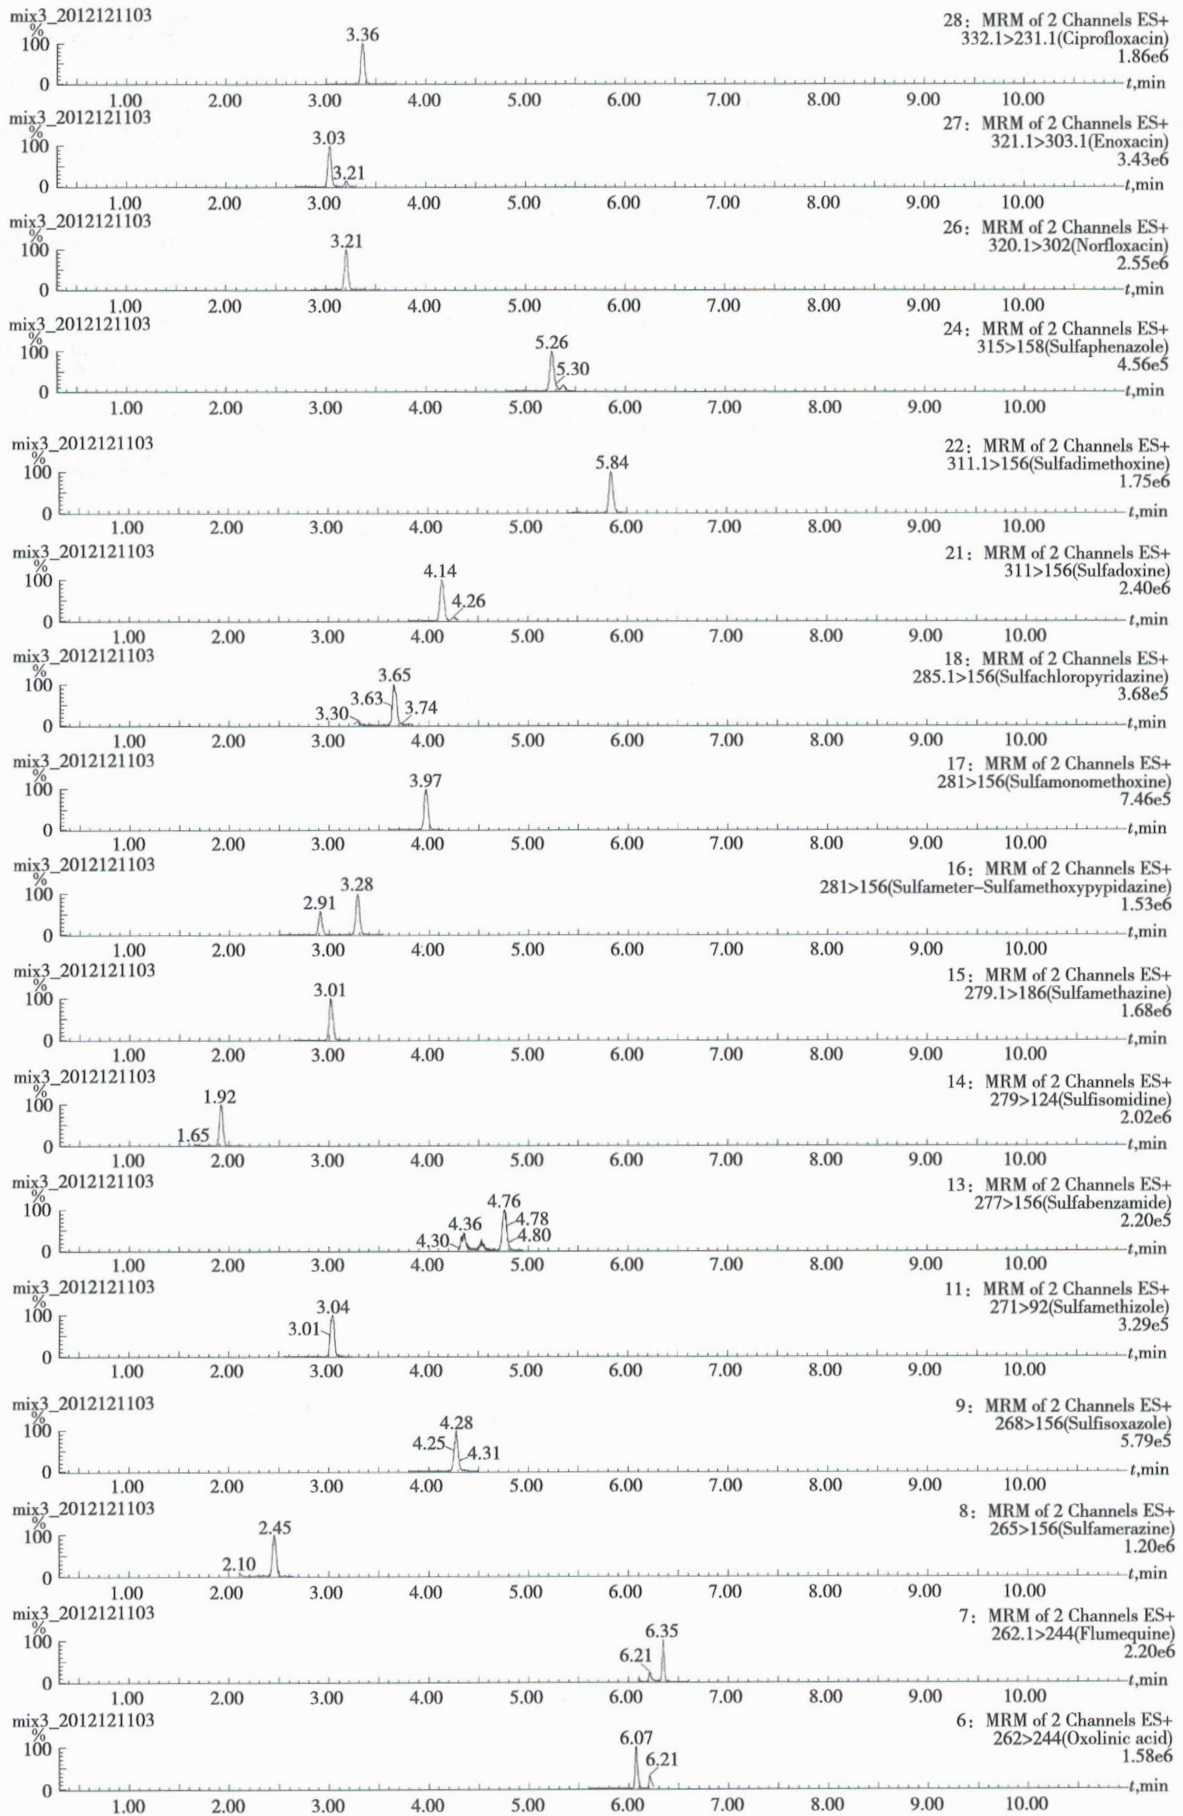 mix3_2012121103
28: MRM of 2 Channels ES+
%
332.1>231.1(Ciprofloxacin)
1.86e6
100
3.36
0
t,min
1.00 2.00 3.00 4.00 5.00 6.00 7.00 8.00 9.00 10.00
mix3_2012121103
27: MRM of 2 Channels ES+
%
321.1>303.1(Enoxacin)
3.43e6
100
3.03
3.21
0
t,min
1.00 2.00 3.00 4.00 5.00 6.00 7.00 8.00 9.00 10.00
mix3_2012121103
26: MRM of 2 Channels ES+
%
320.1>302(Norfloxacin)
2.55e6
100
3.21
0
t,min
1.00 2.00 3.00 4.00 5.00 6.00 7.00 8.00 9.00 10.00
mix3_2012121103
24: MRM of 2 Channels ES+
%
315>158(Sulfaphenazole)
4.56e5
100
5.26
5.30
0
t,min
1.00 2.00 3.00 4.00 5.00 6.00 7.00 8.00 9.00 10.00
mix3_2012121103
22: MRM of 2 Channels ES+
%
311.1>156(Sulfadimethoxine)
1.75e6
100
5.84
0
t,min
1.00 2.00 3.00 4.00 5.00 6.00 7.00 8.00 9.00 10.00
mix3_2012121103
21: MRM of 2 Channels ES+
%
311>156(Sulfadoxine)
2.40e6
100
4.14
4.26
0
t,min
1.00 2.00 3.00 4.00 5.00 6.00 7.00 8.00 9.00 10.00
mix3_2012121103
18: MRM of 2 Channels ES+
%
285.1>156(Sulfachloropyridazine)
3.68e5
100
3.65
3.63
3.30
3.74
0
t,min
1.00 2.00 3.00 4.00 5.00 6.00 7.00 8.00 9.00 10.00
mix3_2012121103
17: MRM of 2 Channels ES+
%
281>156(Sulfamonomethoxine)
7.46e5
100
3.97
0
t,min
1.00 2.00 3.00 4.00 5.00 6.00 7.00 8.00 9.00 10.00
mix3_2012121103
16: MRM of 2 Channels ES+
%
281>156(Sulfameter–Sulfamethoxypypidazine)
1.53e6
100
2.91
3.28
0
t,min
1.00 2.00 3.00 4.00 5.00 6.00 7.00 8.00 9.00 10.00
mix3_2012121103
15: MRM of 2 Channels ES+
%
279.1>186(Sulfamethazine)
1.68e6
100
3.01
0
t,min
1.00 2.00 3.00 4.00 5.00 6.00 7.00 8.00 9.00 10.00
mix3_2012121103
14: MRM of 2 Channels ES+
%
279>124(Sulfisomidine)
2.02e6
100
1.92
1.65
0
t,min
1.00 2.00 3.00 4.00 5.00 6.00 7.00 8.00 9.00 10.00
mix3_2012121103
13: MRM of 2 Channels ES+
%
277>156(Sulfabenzamide)
2.20e5
100
4.76
4.36
4.78
4.30
4.80
0
t,min
1.00 2.00 3.00 4.00 5.00 6.00 7.00 8.00 9.00 10.00
mix3_2012121103
11: MRM of 2 Channels ES+
%
271>92(Sulfamethizole)
3.29e5
100
3.04
3.01
0
t,min
1.00 2.00 3.00 4.00 5.00 6.00 7.00 8.00 9.00 10.00
mix3_2012121103
9: MRM of 2 Channels ES+
%
268>156(Sulfisoxazole)
5.79e5
100
4.28
4.25
4.31
0
t,min
1.00 2.00 3.00 4.00 5.00 6.00 7.00 8.00 9.00 10.00
mix3_2012121103
8: MRM of 2 Channels ES+
%
265>156(Sulfamerazine)
1.20e6
100
2.45
2.10
0
t,min
1.00 2.00 3.00 4.00 5.00 6.00 7.00 8.00 9.00 10.00
mix3_2012121103
7: MRM of 2 Channels ES+
%
262.1>244(Flumequine)
2.20e6
100
6.35
6.21
0
t,min
1.00 2.00 3.00 4.00 5.00 6.00 7.00 8.00 9.00 10.00
mix3_2012121103
6: MRM of 2 Channels ES+
%
262>244(Oxolinic acid)
1.58e6
100
6.07
6.21
0
t,min
1.00 2.00 3.00 4.00 5.00 6.00 7.00 8.00 9.00 10.00